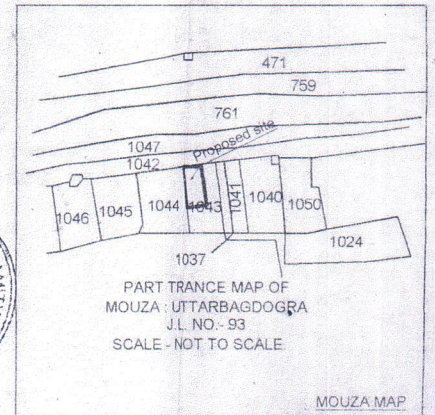 471
759
761
1047
1042
Proposed site
1046
1045
1044
1043
1041
1040
1050
1024
1037
PART TRANCE MAP OF
MOUZA : UTTARBAGDOGRA
J.L. NO.- 93
SCALE - NOT TO SCALE
MOUZA MAP